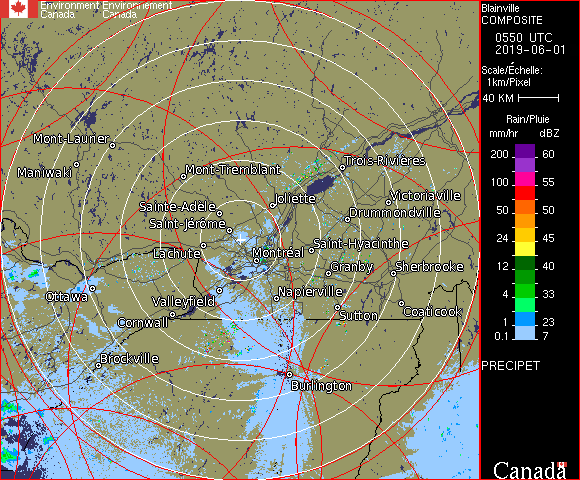 Environment Environnement
Canada Canada
Blainville
COMPOSITE
0550 UTC
2019-06-01
Scale/Échelle:
1km/Pixel
40 KM
Rain/Pluie
mm/hr dBZ
200 60
100 55
50 50
24 45
12 40
4 33
1 23
0.1 7
PRECIPET
Canada
Mont-Laurier
Maniwaki
Mont-Tremblant
Trois-Rivières
Joliette
Victoriaville
Sainte-Adèle
Drummondville
Saint-Jérôme
Lachute
Montréal
Saint-Hyacinthe
Granby
Sherbrooke
Ottawa
Valleyfield
Napierville
Cornwall
Sutton
Coaticook
Brockville
Burlington